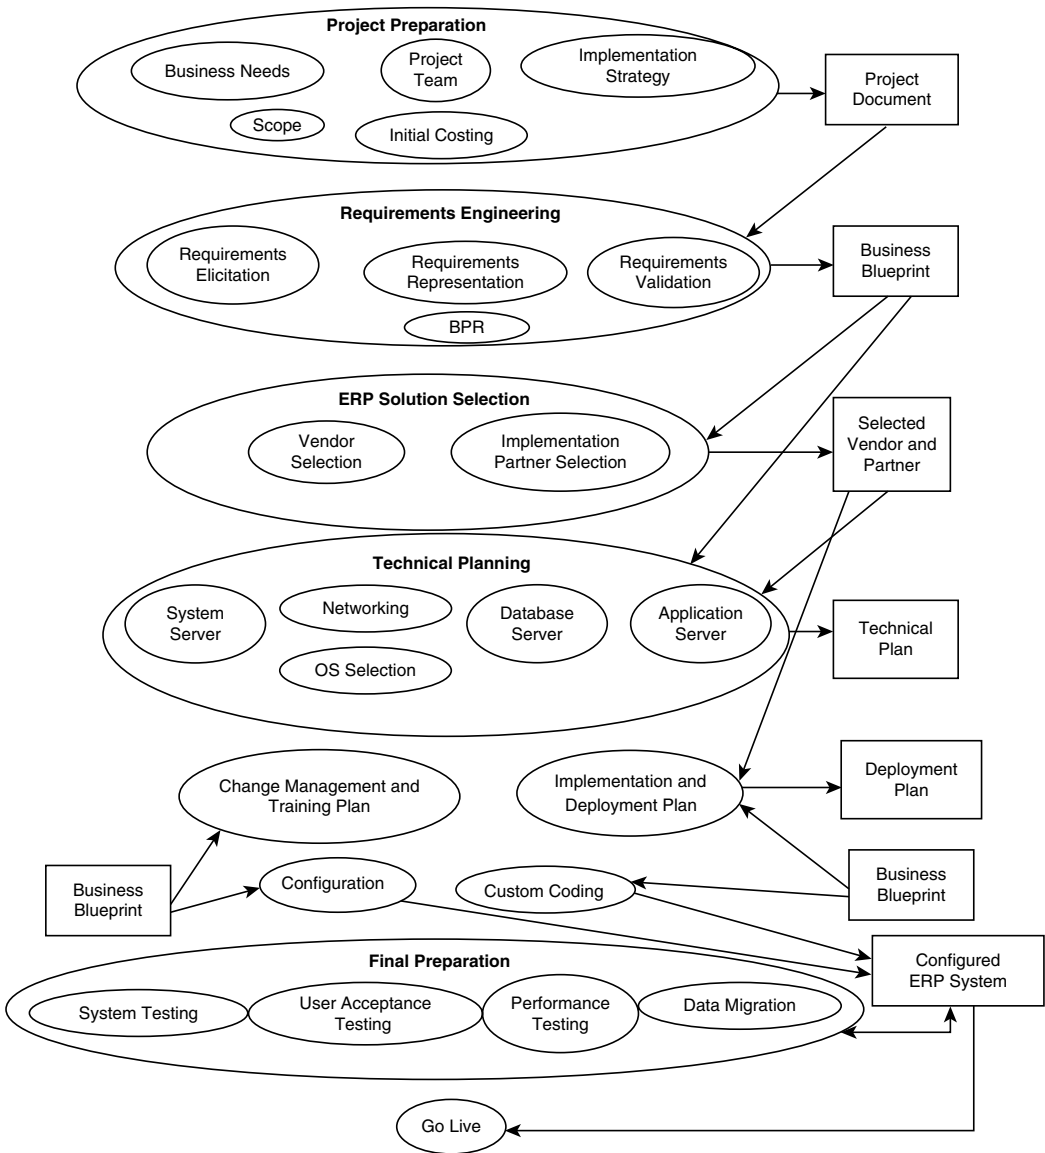 Project Preparation
Business Needs
Project
Team
Implementation
Strategy
Scope
Initial Costing
Project
Document
Requirements Engineering
Requirements
Elicitation
Requirements
Representation
Requirements
Validation
BPR
Business
Blueprint
ERP Solution Selection
Vendor
Selection
Implementation
Partner Selection
Selected
Vendor and
Partner
Technical Planning
System
Server
Networking
OS Selection
Database
Server
Application
Server
Technical
Plan
Change Management and
Training Plan
Implementation and
Deployment Plan
Deployment
Plan
Business
Blueprint
Configuration
Custom Coding
Business
Blueprint
Final Preparation
System Testing
User Acceptance
Testing
Performance
Testing
Data Migration
Configured
ERP System
Go Live